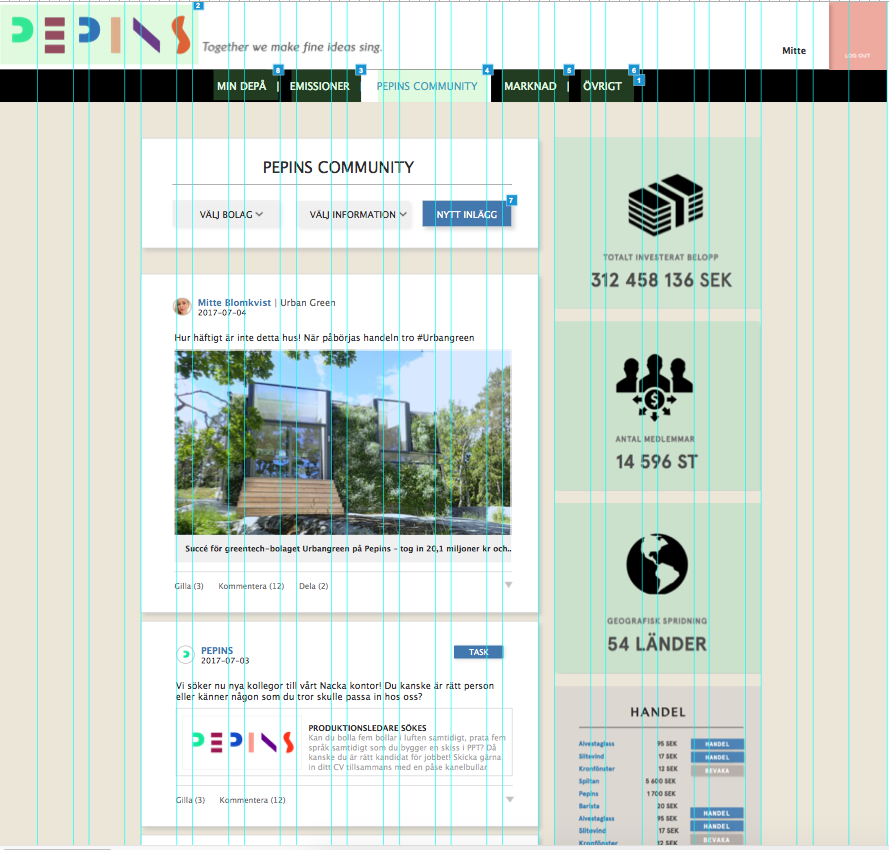 PEPINS
Together we make fine ideas sing.
Mitte
LOG OUT
2
8
3
4
5
6
1
MIN DEPÅ | EMISSIONER | PEPINS COMMUNITY MARKNAD | ÖVRIGT
PEPINS COMMUNITY
VÄLJ BOLAG
VÄLJ INFORMATION
NYTT INLÄGG
7
Mitte Blomkvist | Urban Green
2017-07-04
Hur häftigt är inte detta hus! När påbörjas handeln tro #Urbangreen
Succé för greentech-bolaget Urbangreen på Pepins - tog in 20,1 miljoner kr och..
Gilla (3) Kommentera (12) Dela (2)
PEPINS
2017-07-03
TASK
Vi söker nu nya kollegor till vårt Nacka kontor! Du kanske är rätt person
eller känner någon som du tror skulle passa in hos oss?
PEPINS
PRODUKTIONSLEDARE SÖKES
Kan du bolla fem bollar i luften samtidigt, prata fem
språk samtidigt som du bygger en skiss i PPT? Då
kanske du är rätt kandidat för jobbet! Skicka gärna
in ditt CV tillsammans med en påse kanelbullar
Gilla (3) Kommentera (12)
TOTALT INVESTERAT BELOPP
312 458 136 SEK
ANTAL MEDLEMMAR
14 596 ST
GEOGRAFISK SPRIDNING
54 LÄNDER
HANDEL
Alvestaglass 95 SEK HANDEL
Slitevind 17 SEK HANDEL
Kronfönster 12 SEK BEVAKA
Spiltan 5 600 SEK
Pepins 1 700 SEK
Barista 20 SEK HANDEL
Alvestaglass 95 SEK HANDEL
Slitevind 17 SEK BEVAKA
Kronfönster 12 SEK